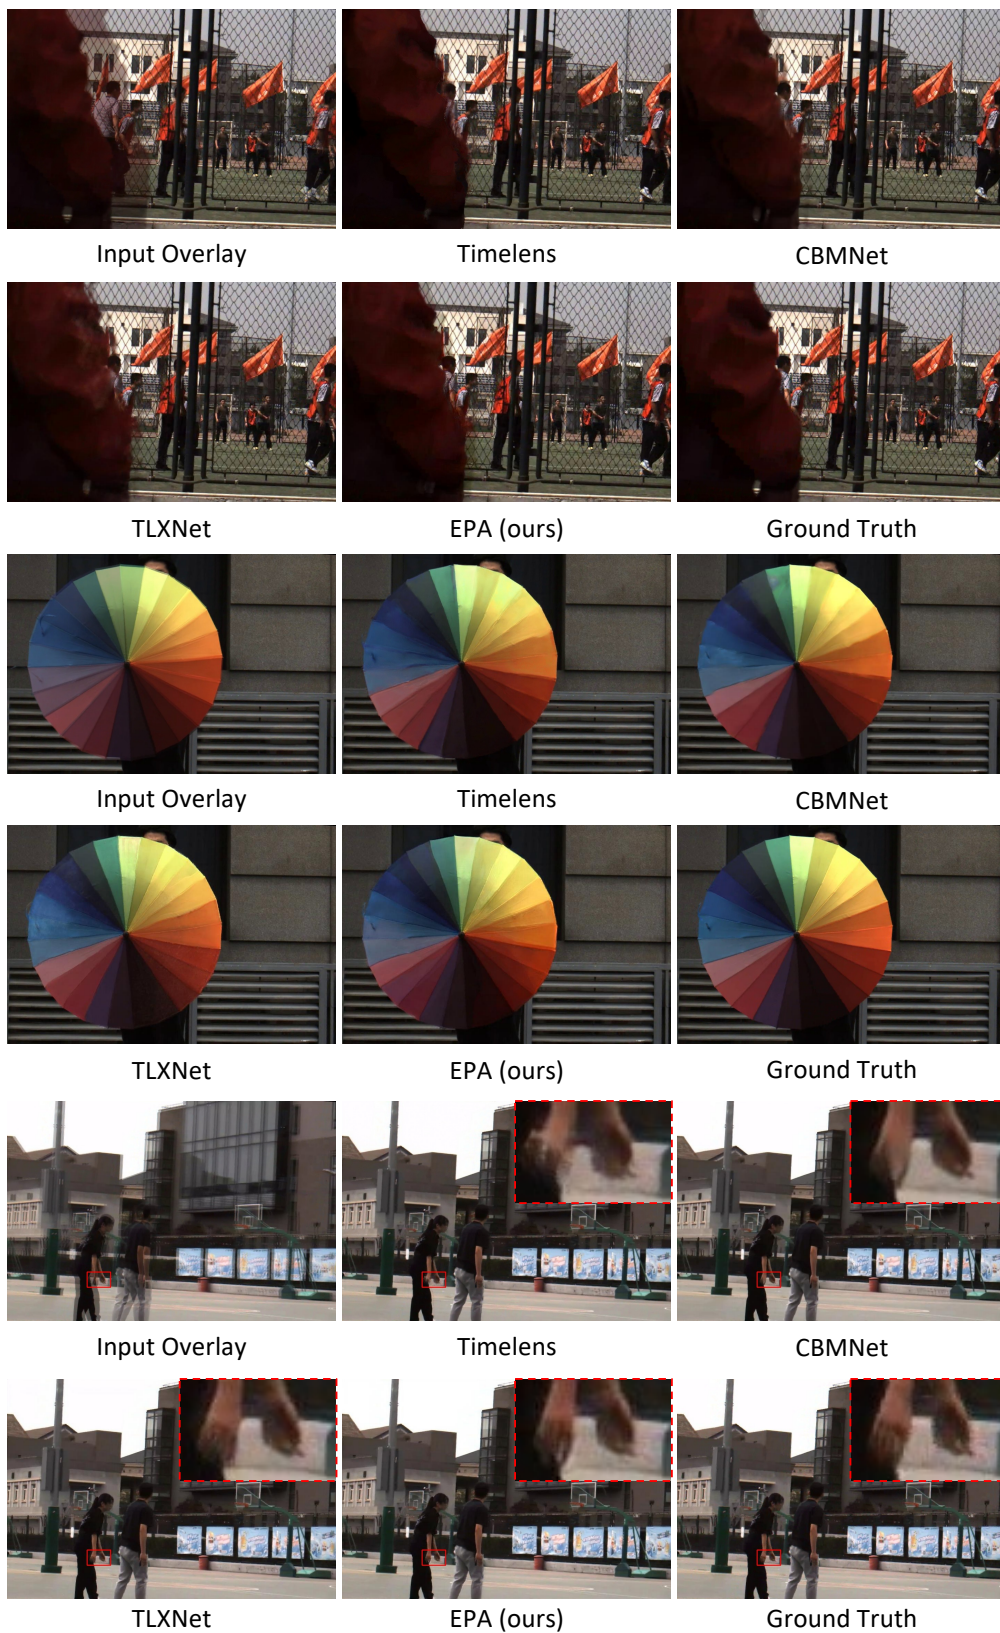 Input Overlay
Timelens
CBMNet
TLXNet
EPA (ours)
Ground Truth
Input Overlay
Timelens
CBMNet
TLXNet
EPA (ours)
Ground Truth
Input Overlay
Timelens
CBMNet
TLXNet
EPA (ours)
Ground Truth